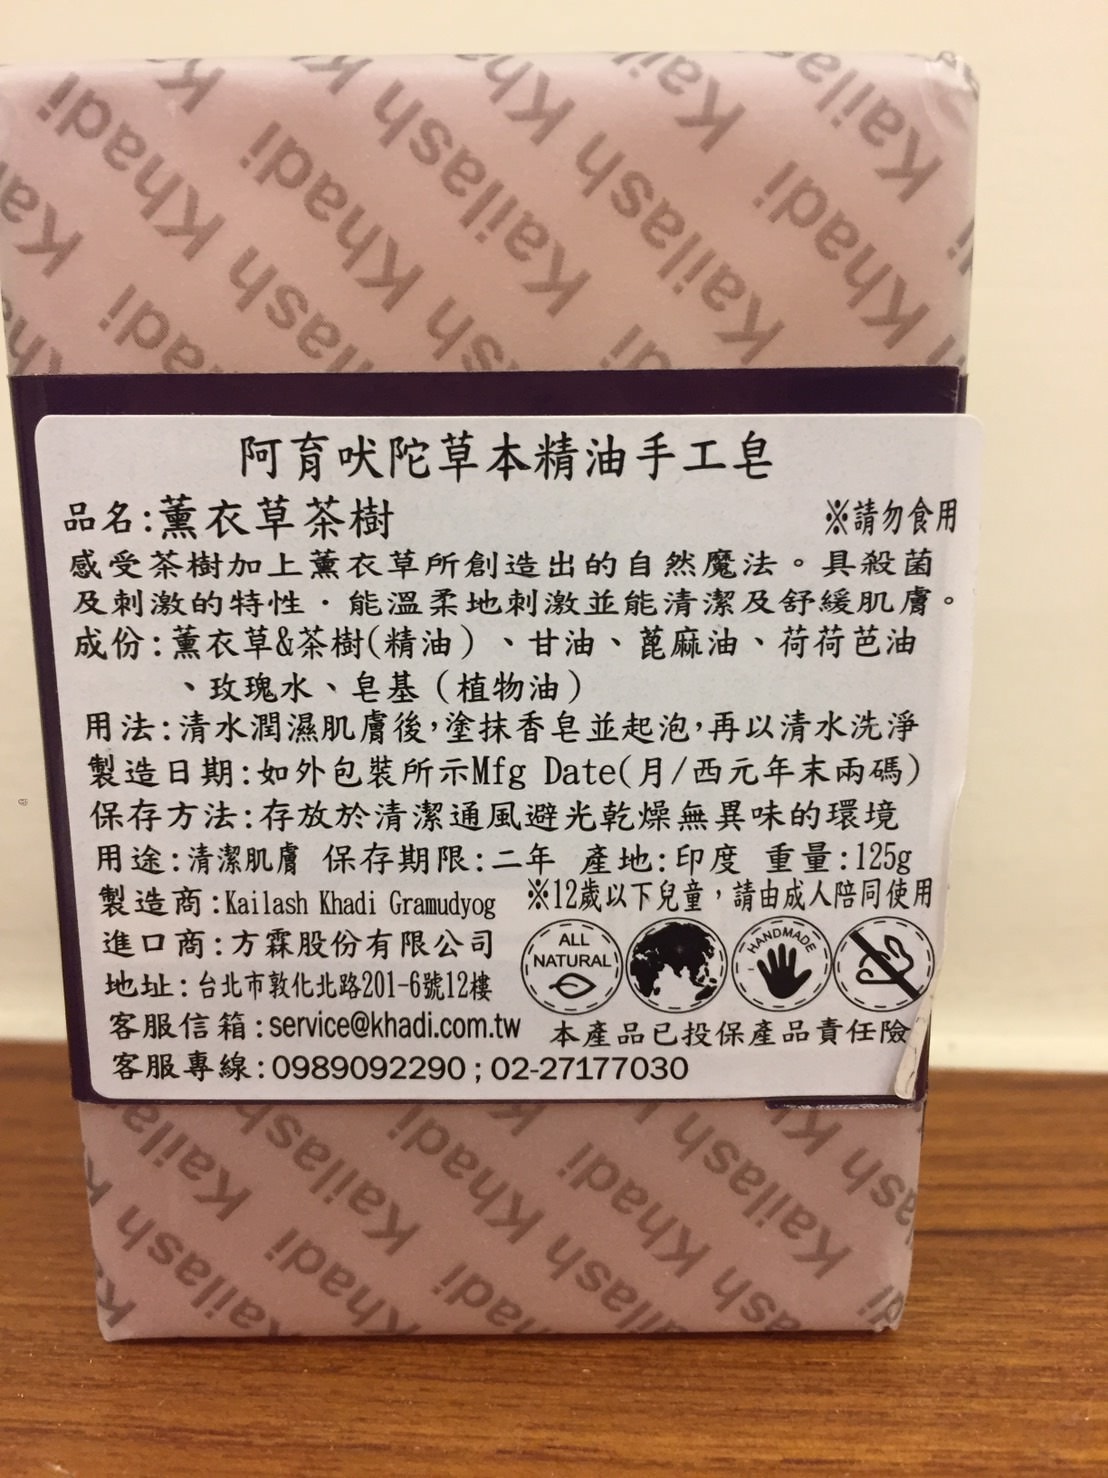 Kailash Khadi
阿育吠陀草本精油手工皂
品名:薰衣草茶樹
※請勿食用
感受茶樹加上薰衣草所創造出的自然魔法。具殺菌
及刺激的特性・能溫柔地刺激並能清潔及舒緩肌膚。
成份:薰衣草&茶樹(精油)、甘油、蓖麻油、荷荷芭油
、玫瑰水、皂基(植物油)
用法:清水潤濕肌膚後,塗抹香皂並起泡,再以清水洗淨
製造日期:如外包裝所示Mfg Date(月/西元年末兩碼)
保存方法:存放於清潔通風避光乾燥無異味的環境
用途:清潔肌膚 保存期限:二年 產地:印度 重量:125g
製造商:Kailash Khadi Gramudyog
※12歲以下兒童,請由成人陪同使用
進口商:方霖股份有限公司
地址:台北市敦化北路201-6號12樓
ALL
NATURAL
HANDMADE
客服信箱:service@khadi.com.tw
本產品已投保產品責任險
客服專線:0989092290;02-27177030
Kailash Khadi